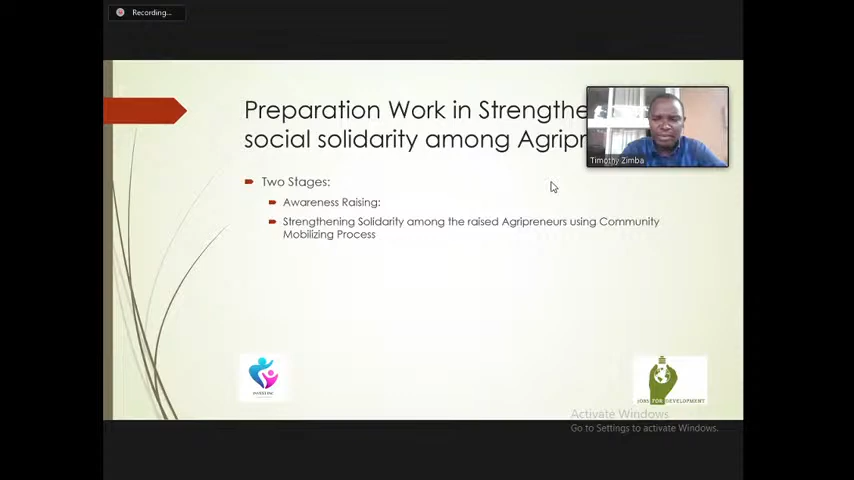 Recording...
Preparation Work in Strengthe
social solidarity among Agripr
Timothy Zimba
Two Stages:
Awareness Raising:
Strengthening Solidarity among the raised Agripreneurs using Community
Mobilizing Process
JOBS FOR DEVELOPMENT
Activate Windows
Go to Settings to activate Windows.